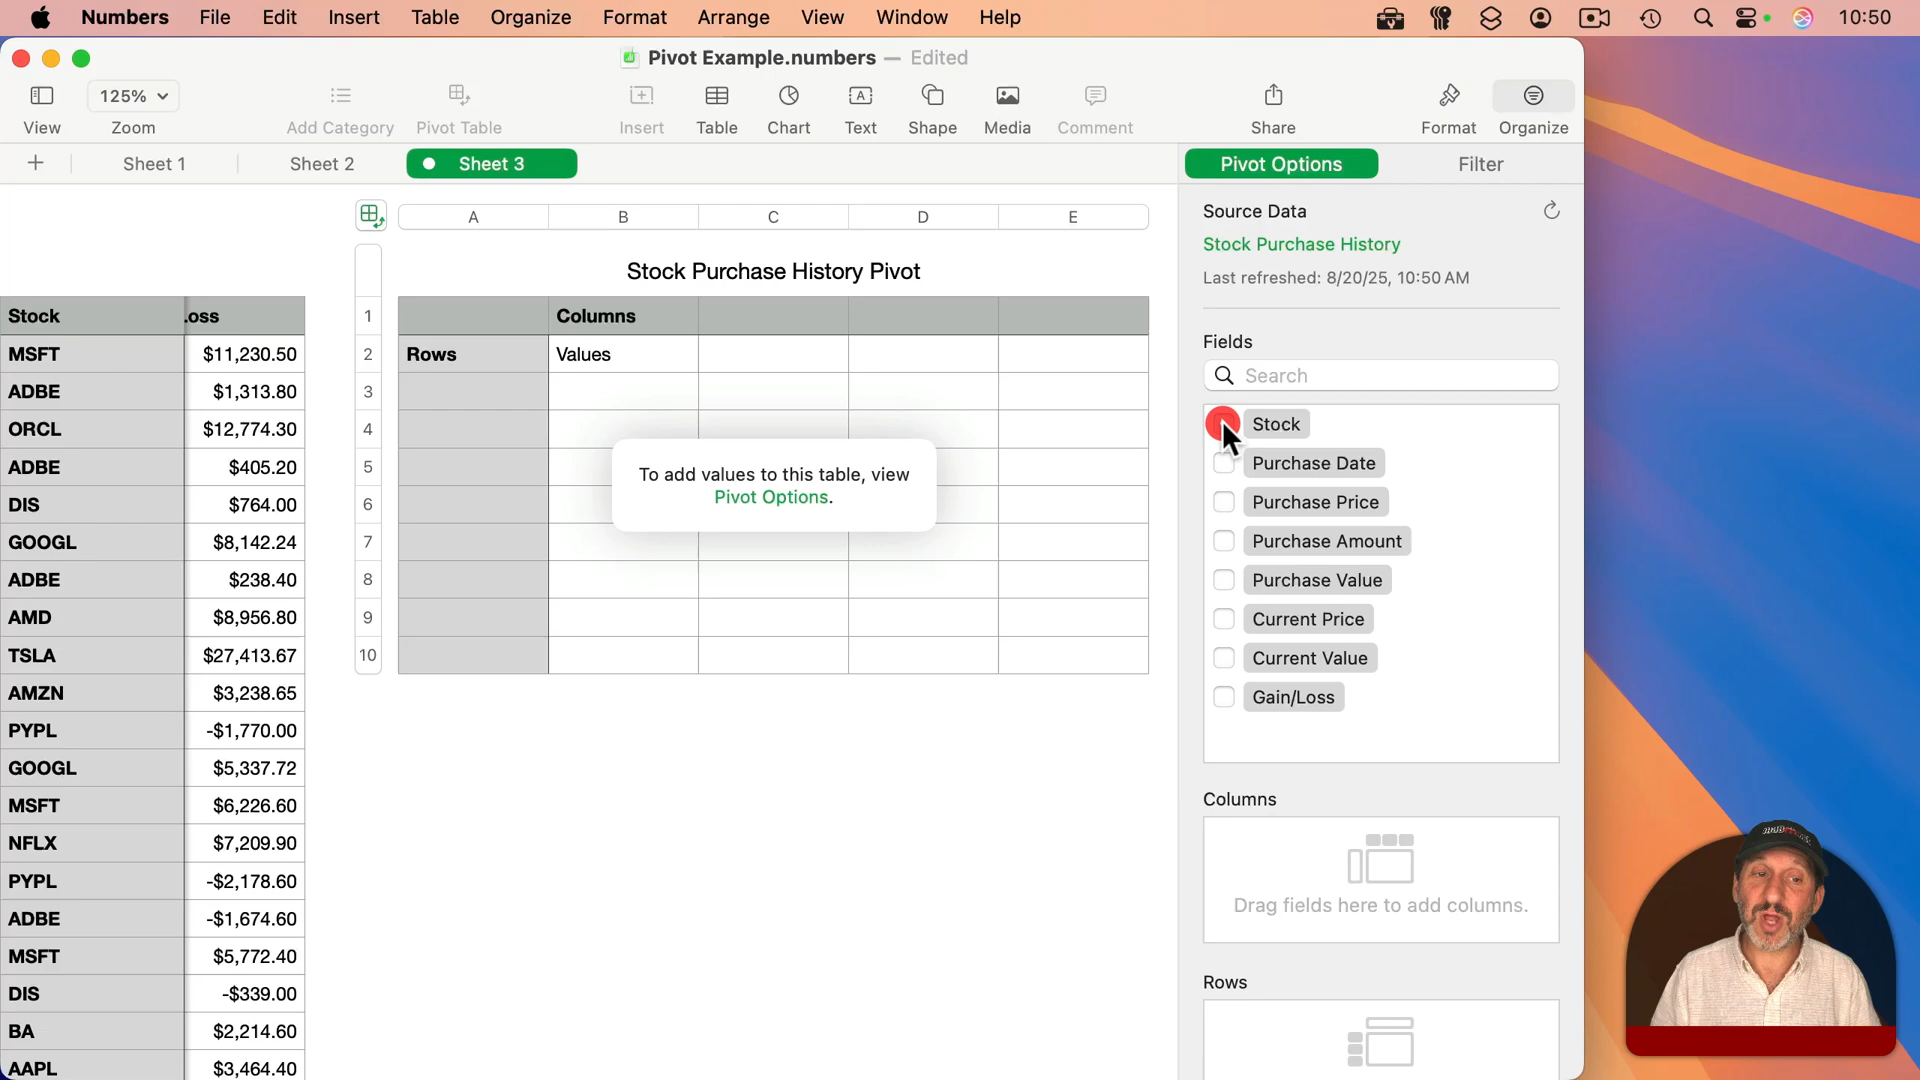 Numbers File Edit Insert Table Organize Format Arrange View Window Help 10:50
Pivot Example.numbers — Edited
125%
View Zoom Add Category Pivot Table Insert Table Chart Text Shape Media Comment Share Format Organize
Sheet 1 Sheet 2 Sheet 3 Pivot Options Filter
A B C D E
Stock Purchase History Pivot
Stock .oss
MSFT $11,230.50
ADBE $1,313.80
ORCL $12,774.30
ADBE $405.20
DIS $764.00
GOOGL $8,142.24
ADBE $238.40
AMD $8,956.80
TSLA $27,413.67
AMZN $3,238.65
PYPL -$1,770.00
GOOGL $5,337.72
MSFT $6,226.60
NFLX $7,209.90
PYPL -$2,178.60
ADBE -$1,674.60
MSFT $5,772.40
DIS -$339.00
BA $2,214.60
AAPL $3,464.40
1 Columns
2 Rows Values
3
4
5
6
7
8
9
10
To add values to this table, view
Pivot Options.
Source Data
Stock Purchase History
Last refreshed: 8/20/25, 10:50 AM
Fields
Search
Stock
Purchase Date
Purchase Price
Purchase Amount
Purchase Value
Current Price
Current Value
Gain/Loss
Columns
Drag fields here to add columns.
Rows